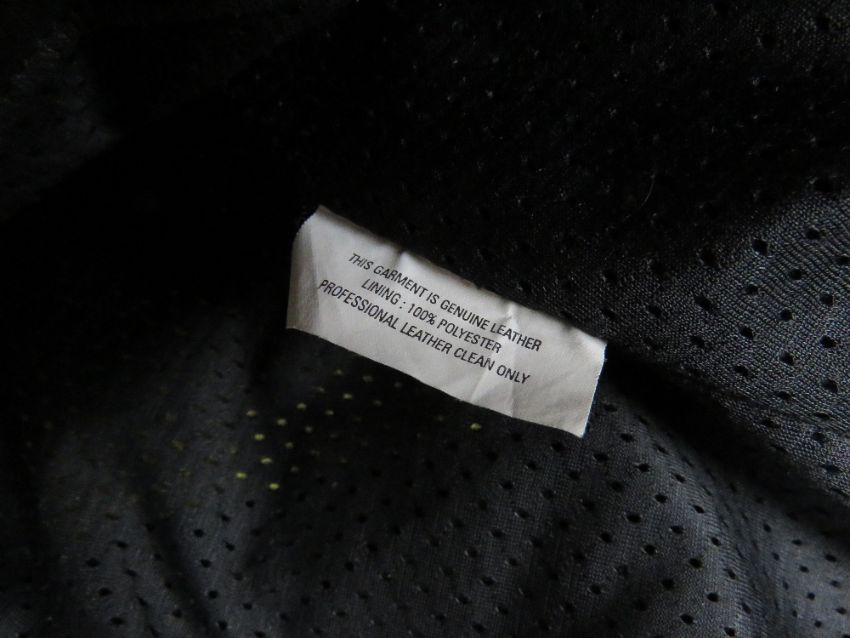 THIS GARMENT IS GENUINE LEATHER
LINING : 100% POLYESTER
PROFESSIONAL LEATHER CLEAN ONLY